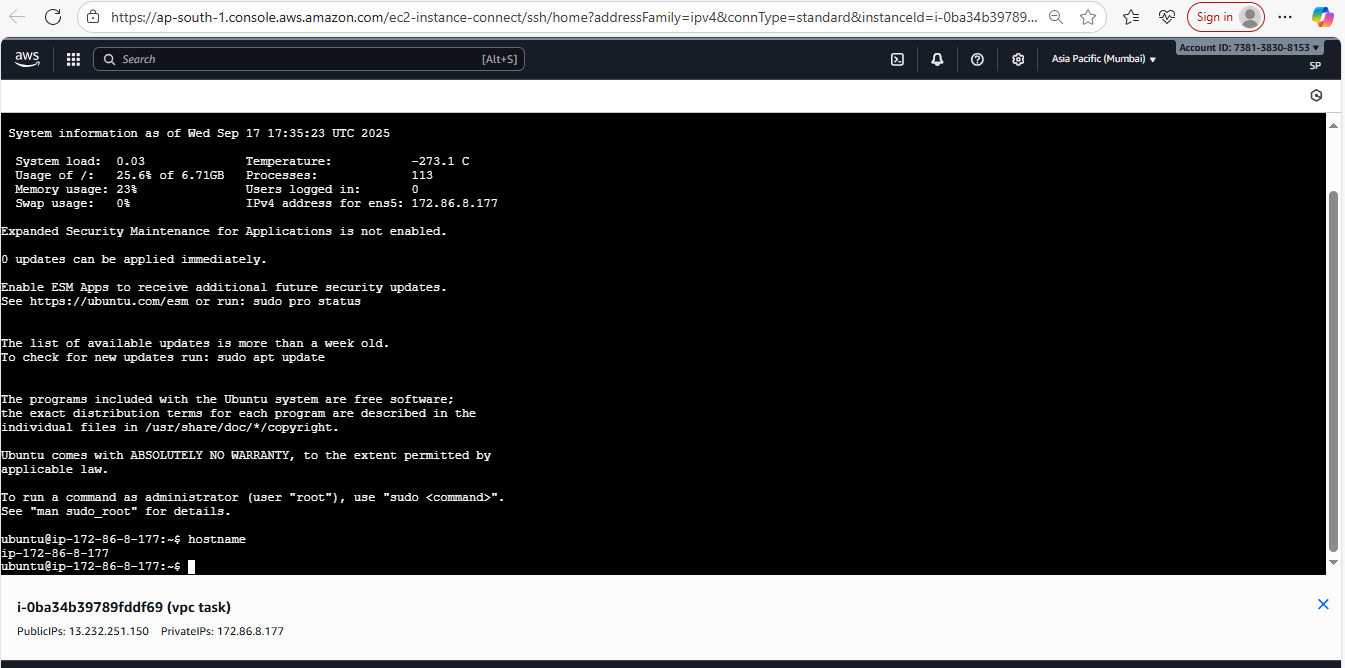 https://ap-south-1.console.aws.amazon.com/ec2-instance-connect/ssh/home?addressFamily=ipv4&connType=standard&instanceId=i-0ba34b39789...
Sign in
aws
Search
[Alt+S]
Asia Pacific (Mumbai)
Account ID: 7381-3830-8153
SP
System information as of Wed Sep 17 17:35:23 UTC 2025
System load: 0.03 Temperature: -273.1 C
Usage of /: 25.6% of 6.71GB Processes: 113
Memory usage: 23% Users logged in: 0
Swap usage: 0% IPv4 address for ens5: 172.86.8.177
Expanded Security Maintenance for Applications is not enabled.
0 updates can be applied immediately.
Enable ESM Apps to receive additional future security updates.
See https://ubuntu.com/esm or run: sudo pro status
The list of available updates is more than a week old.
To check for new updates run: sudo apt update
The programs included with the Ubuntu system are free software;
the exact distribution terms for each program are described in the
individual files in /usr/share/doc/*/copyright.
Ubuntu comes with ABSOLUTELY NO WARRANTY, to the extent permitted by
applicable law.
To run a command as administrator (user "root"), use "sudo <command>".
See "man sudo_root" for details.
ubuntu@ip-172-86-8-177:~$ hostname
ip-172-86-8-177
ubuntu@ip-172-86-8-177:~$
i-0ba34b39789fddf69 (vpc task)
PublicIPs: 13.232.251.150 PrivateIPs: 172.86.8.177